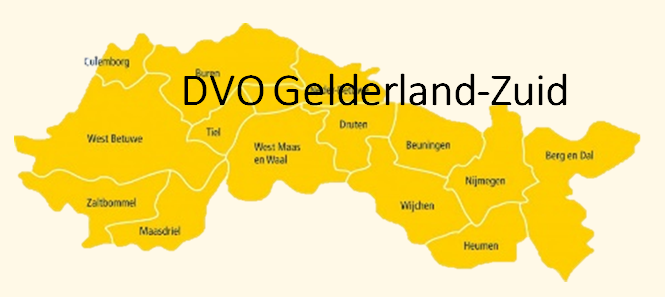 Culemborg
Buren
DVO Gelderland-Zuid
Tiel
Druten
West Betuwe
West Maas
en Waal
Beuningen
Berg en Dal
Nijmegen
Zaltbommel
Wijchen
Maasdriel
Heumen